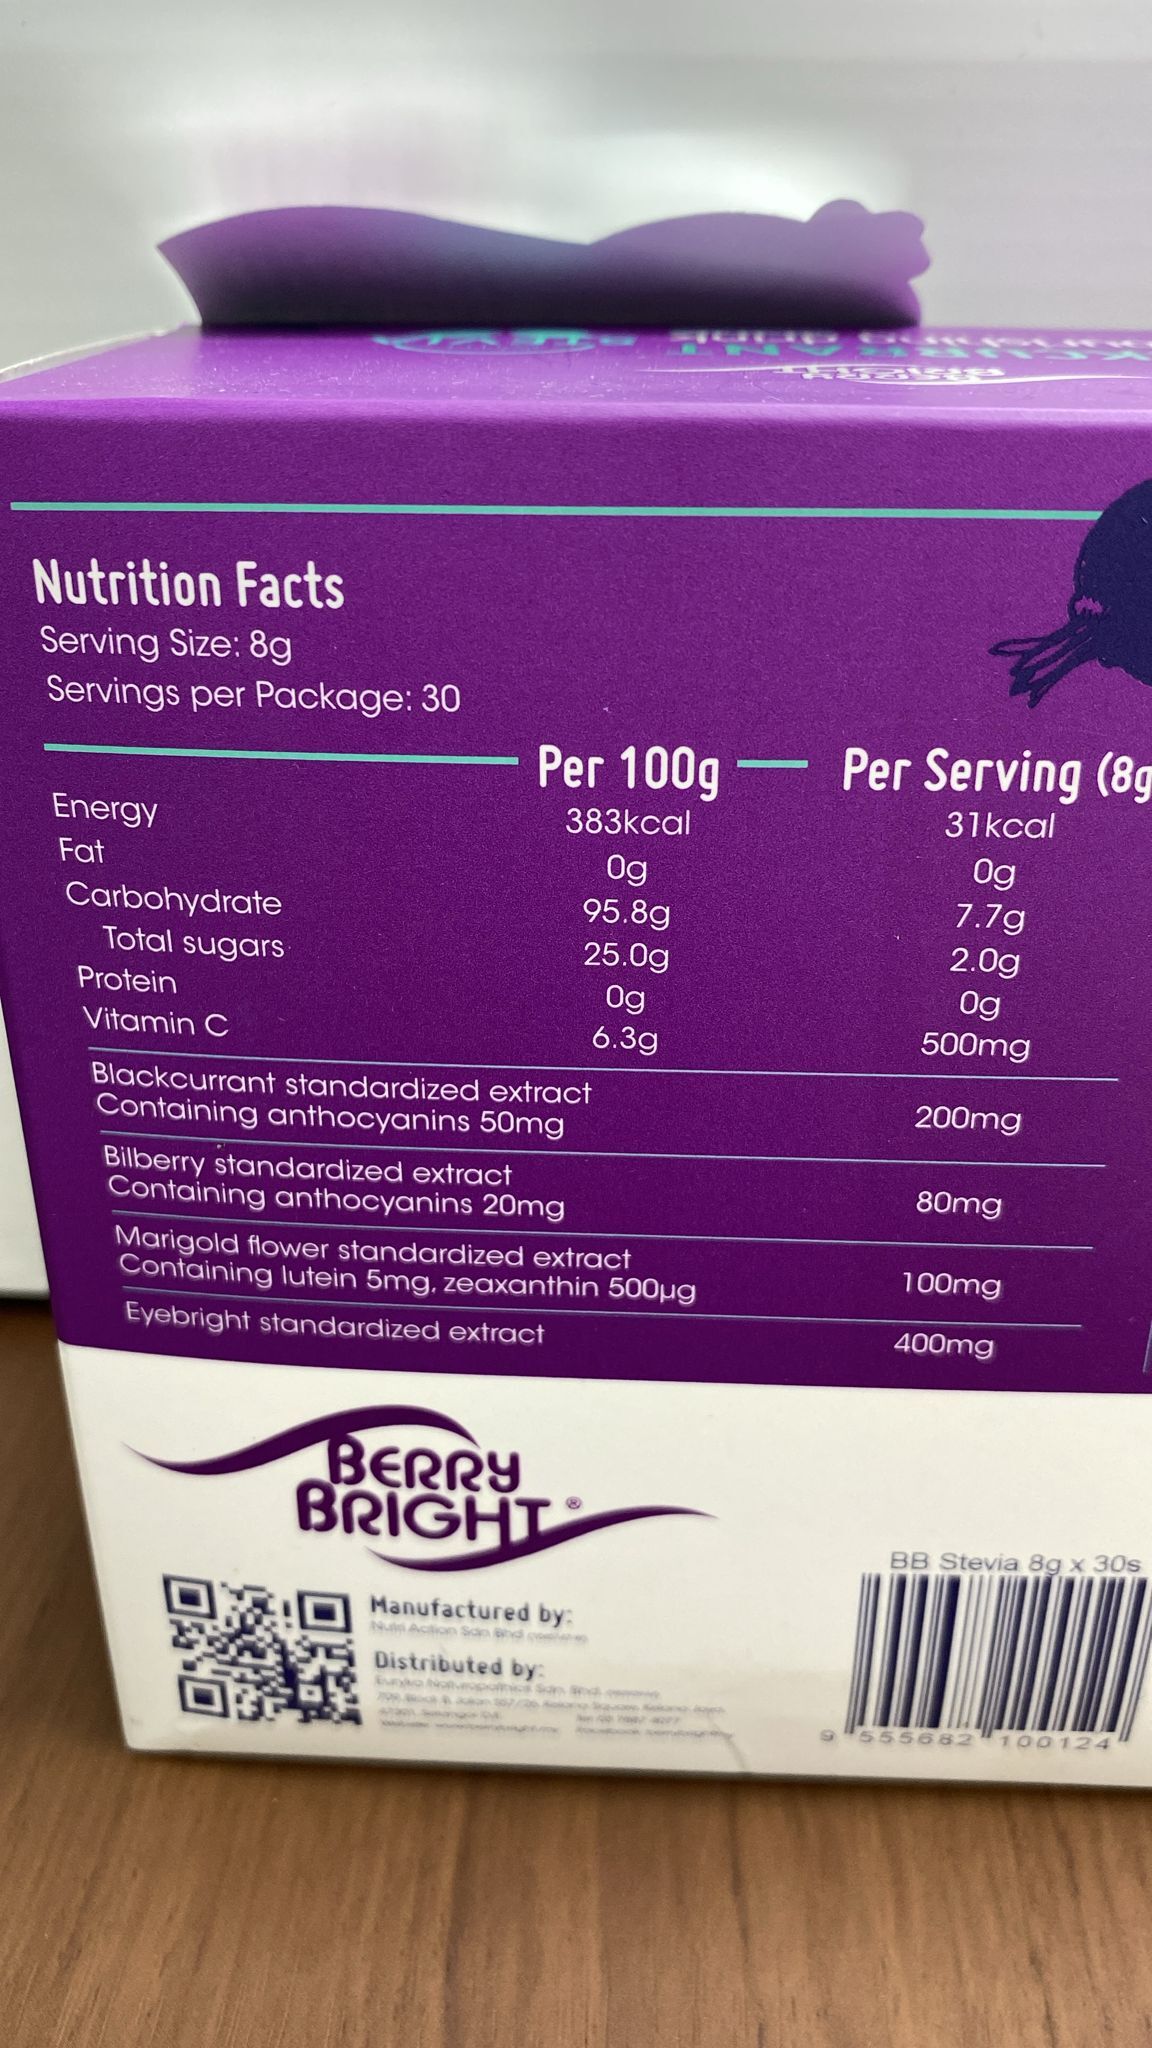 Nutrition Facts
Serving Size: 8g
Servings per Package: 30
Per 100g Per Serving (8g
Energy 383kcal 31kcal
Fat 0g 0g
Carbohydrate 95.8g 7.7g
Total sugars 25.0g 2.0g
Protein 0g 0g
Vitamin C 6.3g 500mg
Blackcurrant standardized extract
Containing anthocyanins 50mg 200mg
Bilberry standardized extract
Containing anthocyanins 20mg 80mg
Marigold flower standardized extract
Containing lutein 5mg, zeaxanthin 500µg 100mg
Eyebright standardized extract 400mg
BERRY
BRIGHT®
BB Stevia 8g x 30s
Manufactured by:
Nutri Action Sdn Bhd
Distributed by:
9 555682 100124